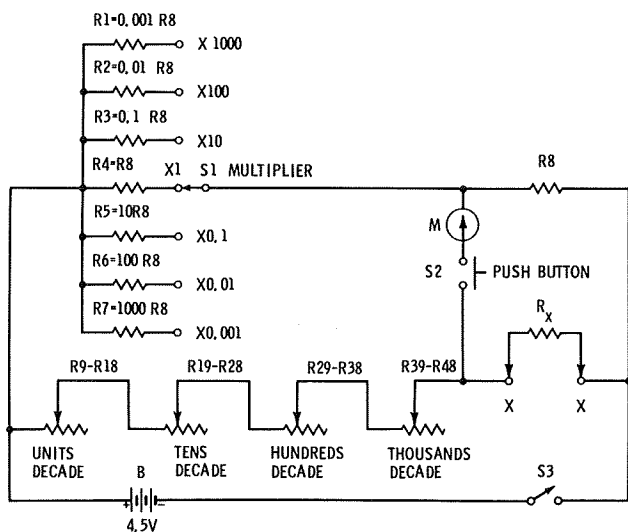 R1=0.001 R8
X 1000
R2=0.01 R8
X100
R3=0.1 R8
X10
R4=R8
X1 S1 MULTIPLIER
R8
R5=10R8
X0.1
M
R6=100 R8
X0.01
S2 PUSH BUTTON
R7=1000 R8
X0.001
RX
R9-R18 R19-R28 R29-R38 R39-R48
X X
UNITS DECADE
TENS DECADE
HUNDREDS DECADE
THOUSANDS DECADE
B
S3
+ −
4.5V